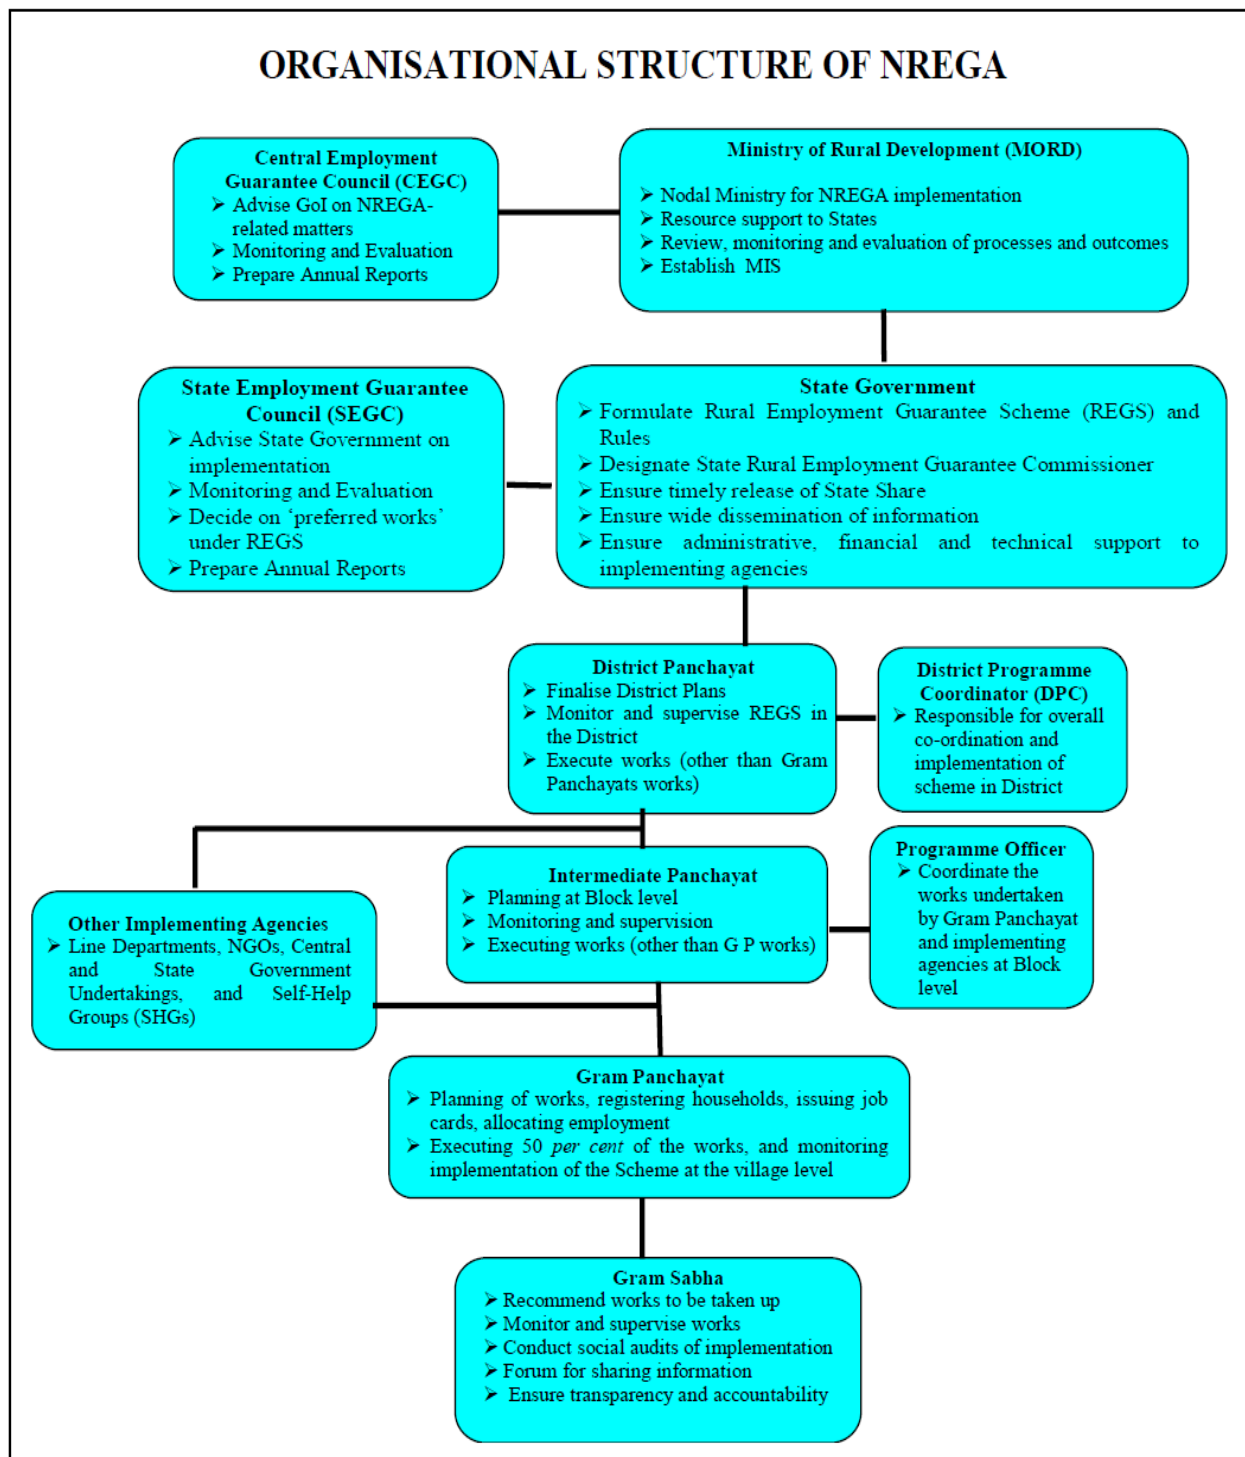 ORGANISATIONAL STRUCTURE OF NREGA
Central Employment
Guarantee Council (CEGC)
➢ Advise GoI on NREGA-
related matters
➢ Monitoring and Evaluation
➢ Prepare Annual Reports
Ministry of Rural Development (MORD)
➢ Nodal Ministry for NREGA implementation
➢ Resource support to States
➢ Review, monitoring and evaluation of processes and outcomes
➢ Establish MIS
State Employment Guarantee
Council (SEGC)
➢ Advise State Government on
implementation
➢ Monitoring and Evaluation
➢ Decide on ‘preferred works’
under REGS
➢ Prepare Annual Reports
State Government
➢ Formulate Rural Employment Guarantee Scheme (REGS) and
Rules
➢ Designate State Rural Employment Guarantee Commissioner
➢ Ensure timely release of State Share
➢ Ensure wide dissemination of information
➢ Ensure administrative, financial and technical support to
implementing agencies
District Panchayat
➢ Finalise District Plans
➢ Monitor and supervise REGS in
the District
➢ Execute works (other than Gram
Panchayats works)
District Programme
Coordinator (DPC)
➢ Responsible for overall
co-ordination and
implementation of
scheme in District
Intermediate Panchayat
➢ Planning at Block level
➢ Monitoring and supervision
➢ Executing works (other than G P works)
Programme Officer
➢ Coordinate the
works undertaken
by Gram Panchayat
and implementing
agencies at Block
level
Other Implementing Agencies
➢ Line Departments, NGOs, Central
and State Government
Undertakings, and Self-Help
Groups (SHGs)
Gram Panchayat
➢ Planning of works, registering households, issuing job
cards, allocating employment
➢ Executing 50 per cent of the works, and monitoring
implementation of the Scheme at the village level
Gram Sabha
➢ Recommend works to be taken up
➢ Monitor and supervise works
➢ Conduct social audits of implementation
➢ Forum for sharing information
➢ Ensure transparency and accountability